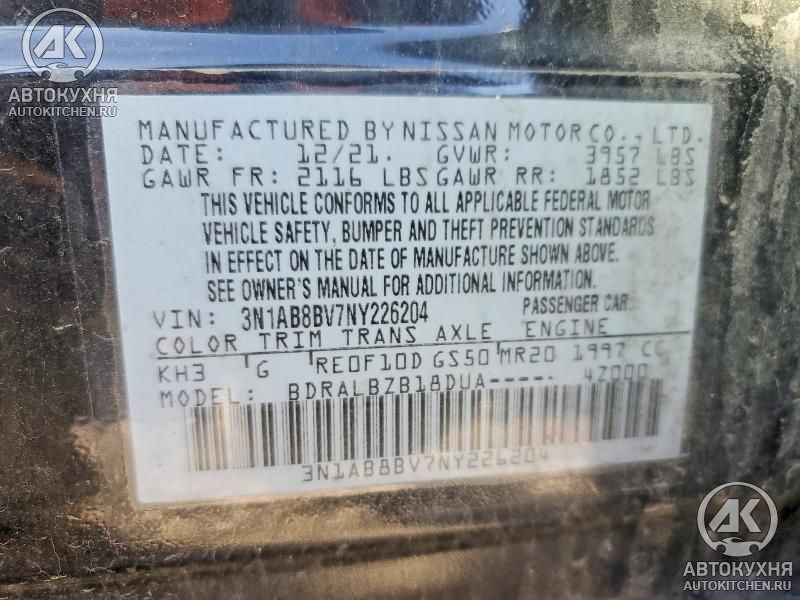 AK
АВТОКУХНЯ
AUTOKITCHEN.RU
MANUFACTURED BY NISSAN MOTOR CO., LTD.
DATE: 12/21. GVWR: 3957 LBS
GAWR FR: 2116 LBS GAWR RR: 1852 LBS
THIS VEHICLE CONFORMS TO ALL APPLICABLE FEDERAL MOTOR
VEHICLE SAFETY, BUMPER AND THEFT PREVENTION STANDARDS
IN EFFECT ON THE DATE OF MANUFACTURE SHOWN ABOVE.
SEE OWNER'S MANUAL FOR ADDITIONAL INFORMATION.
VIN: 3N1AB8BV7NY226204 PASSENGER CAR
COLOR TRIM TRANS AXLE ENGINE
KH3 G RE0F10D GS50 MR20 1997 CC
MODEL: BDRALBZB18DUA----- 4Z000
3N1AB8BV7NY226204
AK
АВТОКУХНЯ
AUTOKITCHEN.RU